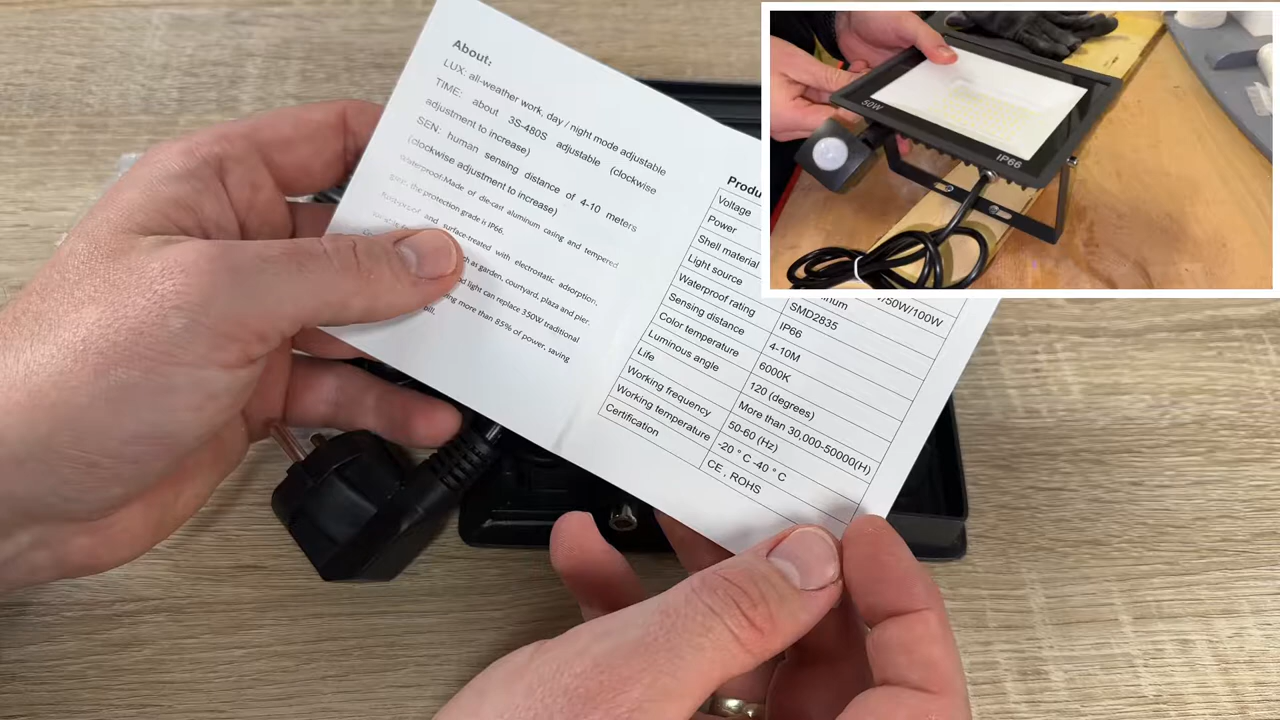 About:
LUX: all-weather work, day / night mode adjustable
TIME: about 3S-480S adjustable (clockwise
adjustment to increase)
SEN: human sensing distance of 4-10 meters
(clockwise adjustment to increase)
waterproof:Made of die-cast aluminum casing and tempered
the protection grade is IP66.
and surface-treated with electrostatic adsorption.
garden, courtyard, plaza and pier.
light can replace 350W traditional
more than 85% of power, saving
bill.
Voltage
Power
/50W/100W
Shell material
Light source SMD2835
Waterproof rating IP66
Sensing distance 4-10M
Color temperature 6000K
Luminous angle 120 (degrees)
Life More than 30,000-50000(H)
Working frequency 50-60 (Hz)
Working temperature -20 ° C -40 ° C
Certification CE , ROHS
50W
IP66